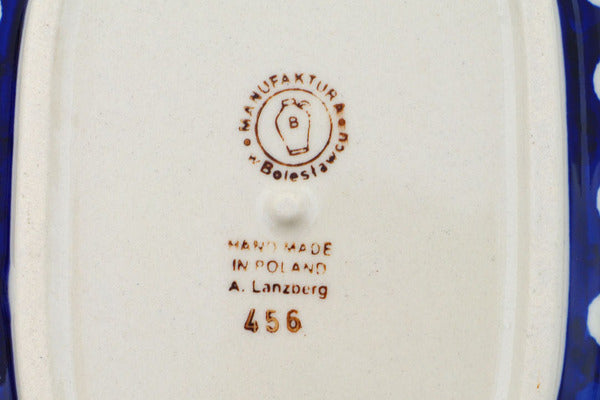 MANUFAKTURA
B
w Bolesławcu
HAND MADE
IN POLAND
A. Lanzberg
456